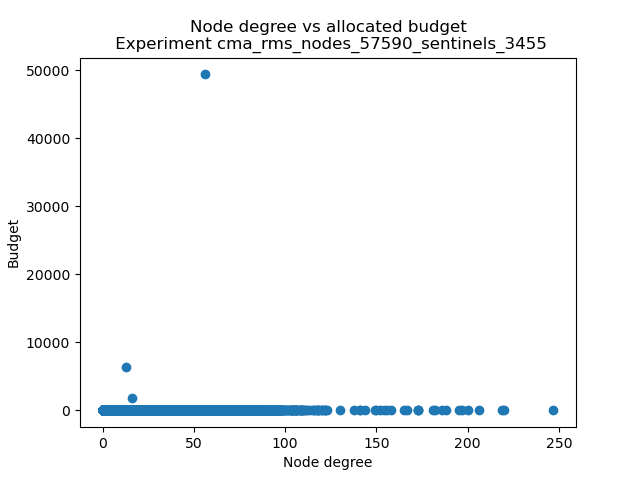 Node degree vs allocated budget
Experiment cma_rms_nodes_57590_sentinels_3455
50000
40000
30000
20000
10000
0
Budget
0 50 100 150 200 250
Node degree